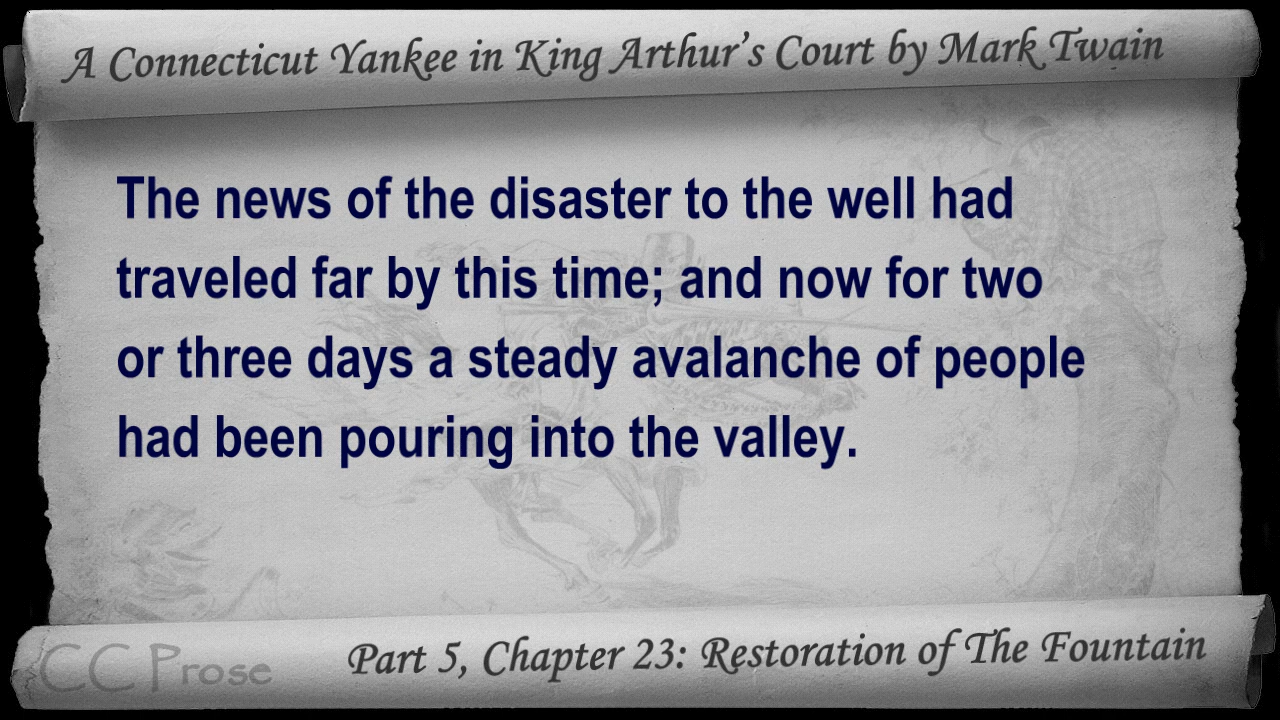 A Connecticut Yankee in King Arthur's Court by Mark Twain
The news of the disaster to the well had
traveled far by this time; and now for two
or three days a steady avalanche of people
had been pouring into the valley.
CC Prose
Part 5, Chapter 23: Restoration of The Fountain